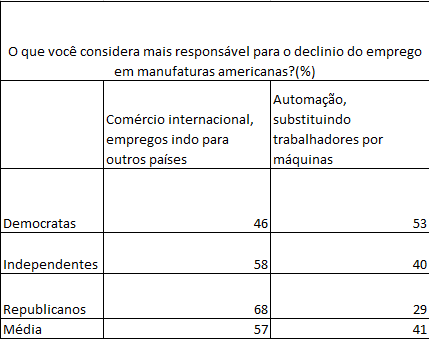 O que você considera mais responsável para o declinio do emprego
em manufaturas americanas?(%)
Comércio internacional,
empregos indo para
outros países
Automação,
substituindo
trabalhadores por
máquinas
Democratas 46 53
Independentes 58 40
Republicanos 68 29
Média 57 41